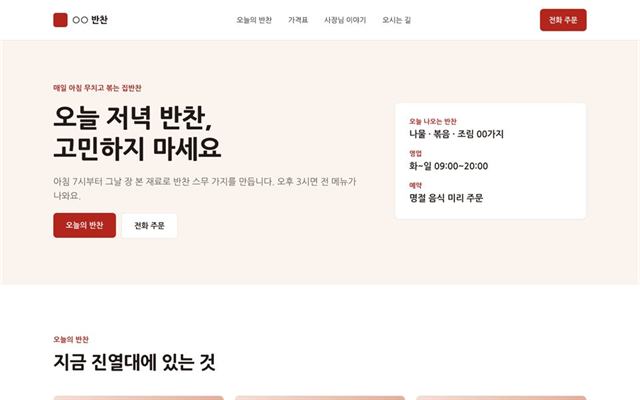 ○○ 반찬
오늘의 반찬
가격표
사장님 이야기
오시는 길
전화 주문
매일 아침 무치고 볶는 집반찬
오늘 저녁 반찬,
고민하지 마세요
아침 7시부터 그날 장 본 재료로 반찬 스무 가지를 만듭니다. 오후 3시면 전 메뉴가
나와요.
오늘의 반찬
전화 주문
오늘 나오는 반찬
나물 · 볶음 · 조림 00가지
영업
화~일 09:00~20:00
예약
명절 음식 미리 주문
오늘의 반찬
지금 진열대에 있는 것